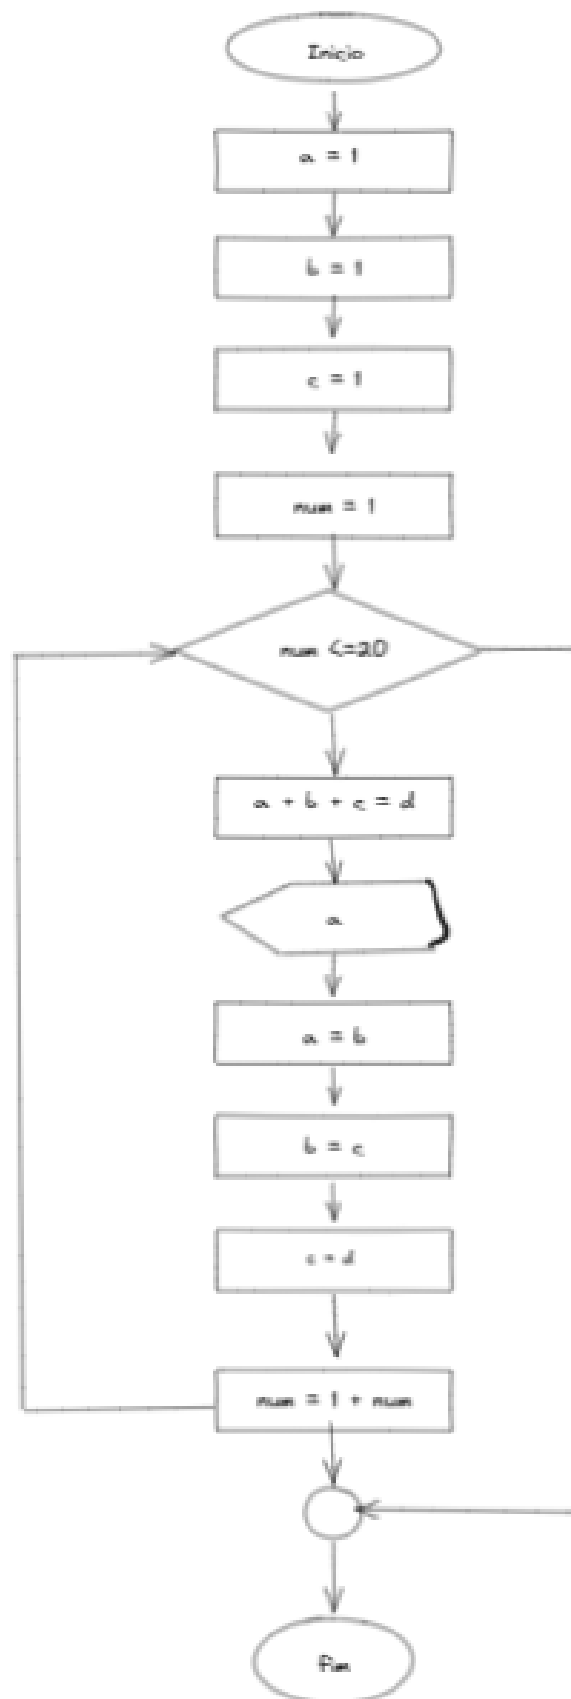 Inicio
a = 1
b = 1
c = 1
num = 1
num <=20
a + b + c = d
a
a = b
b = c
c = d
num = 1 + num
fim